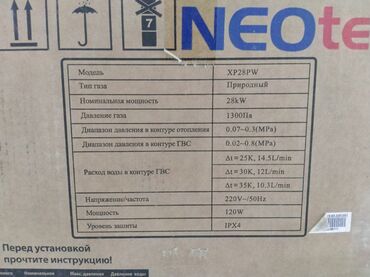 7
NEOte
Модель XP28PW
Тип газа Природный
Номинальная мощность 28kW
Давление газа 1300Па
Диапазон давления в контуре отопления 0.07~0.3(MPa)
Диапазон давления в контуре ГВС 0.02~0.8(MPa)
Расход воды в контуре ГВС Δt=25K, 14.5L/min
Δt=30K, 12L/min
Δt=35K, 10.3L/min
Напряжение/частота 220V~/50Hz
Мощность 120W
Уровень защиты IPX4
Перед установкой
прочтите инструкцию!